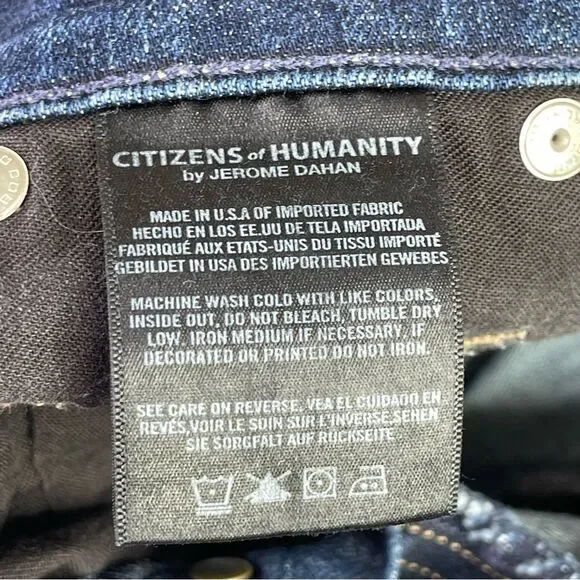 CITIZENS of HUMANITY
by JEROME DAHAN
MADE IN U.S.A OF IMPORTED FABRIC
HECHO EN LOS EE.UU DE TELA IMPORTADA
FABRIQUÉ AUX ETATS-UNIS DU TISSU IMPORTÉ
GEBILDET IN USA DES IMPORTIERTEN GEWEBES
MACHINE WASH COLD WITH LIKE COLORS,
INSIDE OUT, DO NOT BLEACH, TUMBLE DRY
LOW, IRON MEDIUM IF NECESSARY, IF
DECORATED OR PRINTED DO NOT IRON.
SEE CARE ON REVERSE, VEA EL CUIDADO EN
REVÉS,VOIR LE SOIN SUR L'INVERSE,SEHEN
SIE SORGFALT AUF RÜCKSEITE